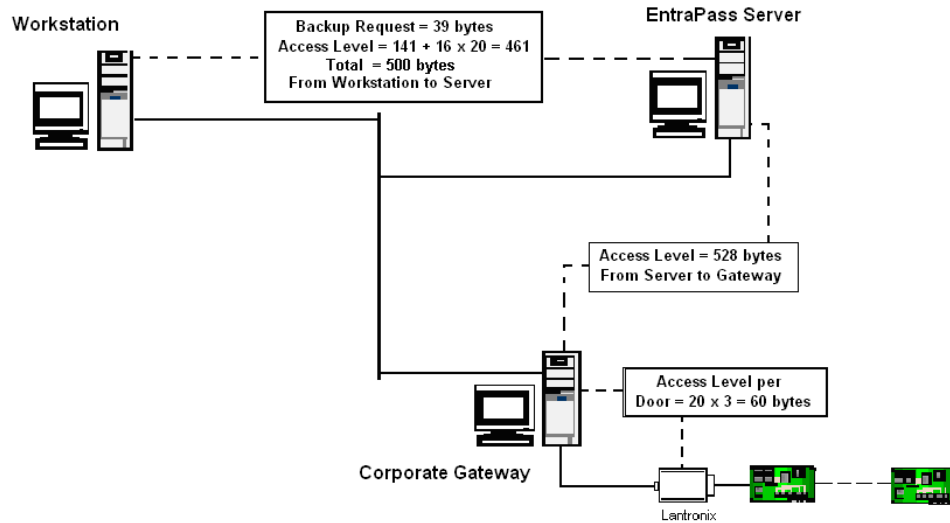 Workstation
EntraPass Server
Backup Request = 39 bytes
Access Level = 141 + 16 x 20 = 461
Total = 500 bytes
From Workstation to Server
Access Level = 528 bytes
From Server to Gateway
Access Level per
Door = 20 x 3 = 60 bytes
Corporate Gateway
Lantronix